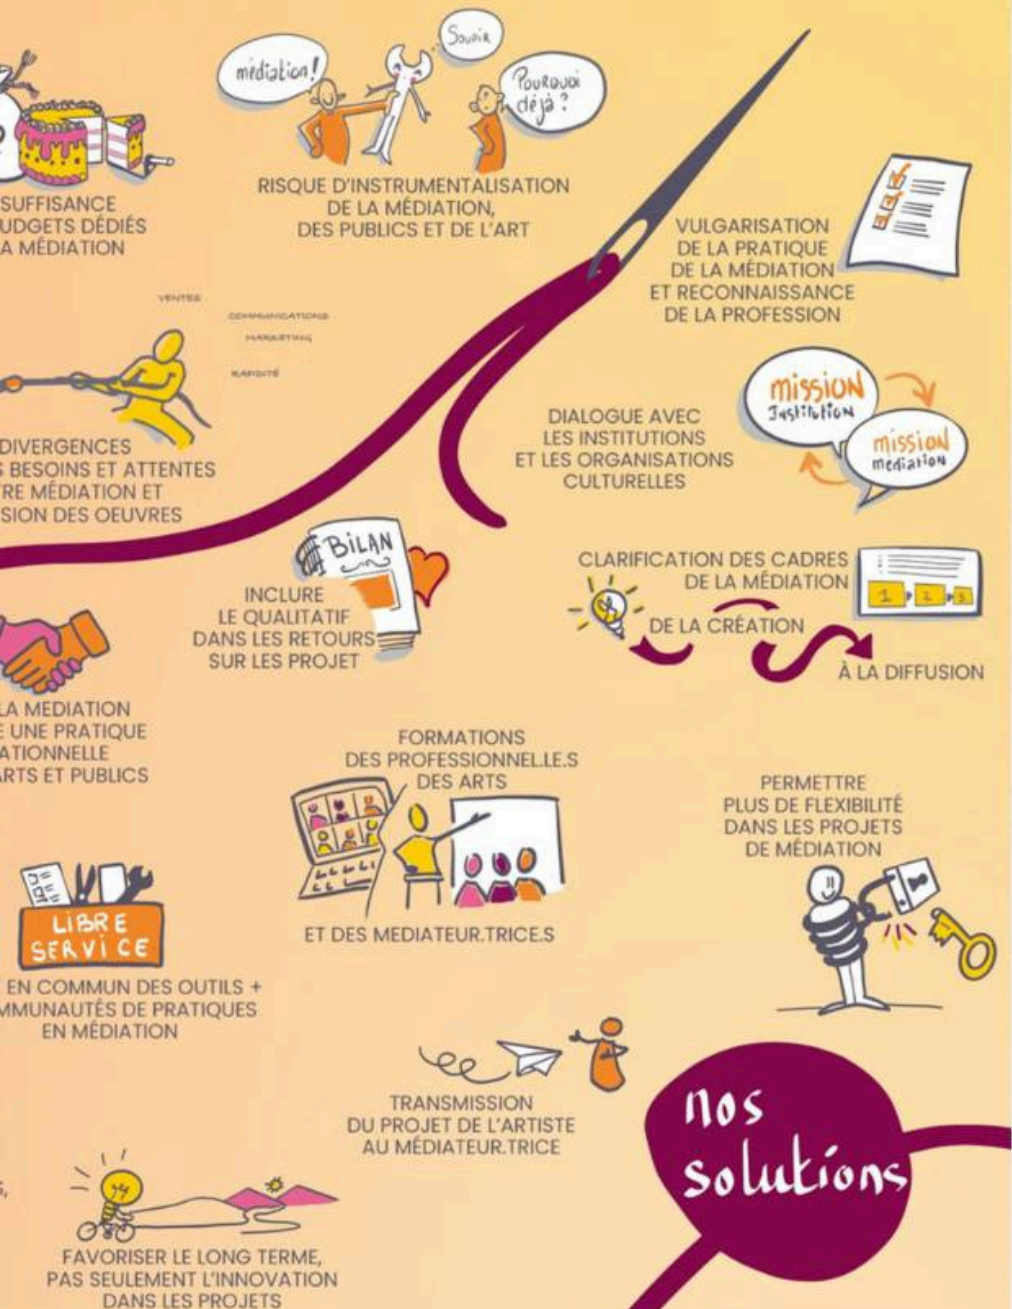 médiation!
Savoir
Pourquoi
déjà?
RISQUE D'INSTRUMENTALISATION
DE LA MÉDIATION,
DES PUBLICS ET DE L'ART
SUFFISANCE
UDGETS DÉDIÉS
A MÉDIATION
VULGARISATION
DE LA PRATIQUE
DE LA MÉDIATION
ET RECONNAISSANCE
DE LA PROFESSION
VENTES
COMMUNICATIONS
MARKETING
RAPIDITÉ
DIVERGENCES
S BESOINS ET ATTENTES
RE MÉDIATION ET
SION DES OEUVRES
mission
Institution
mission
médiation
DIALOGUE AVEC
LES INSTITUTIONS
ET LES ORGANISATIONS
CULTURELLES
BILAN
INCLURE
LE QUALITATIF
DANS LES RETOURS
SUR LES PROJET
CLARIFICATION DES CADRES
DE LA MÉDIATION
1 2 3
DE LA CRÉATION
À LA DIFFUSION
LA MEDIATION
E UNE PRATIQUE
ATIONNELLE
ARTS ET PUBLICS
FORMATIONS
DES PROFESSIONNEL.LE.S
DES ARTS
ET DES MEDIATEUR.TRICE.S
PERMETTRE
PLUS DE FLEXIBILITÉ
DANS LES PROJETS
DE MÉDIATION
LIBRE
SERVICE
EN COMMUN DES OUTILS +
MMUNAUTÉS DE PRATIQUES
EN MÉDIATION
TRANSMISSION
DU PROJET DE L'ARTISTE
AU MÉDIATEUR.TRICE
nos
solutions
S,
FAVORISER LE LONG TERME,
PAS SEULEMENT L'INNOVATION
DANS LES PROJETS